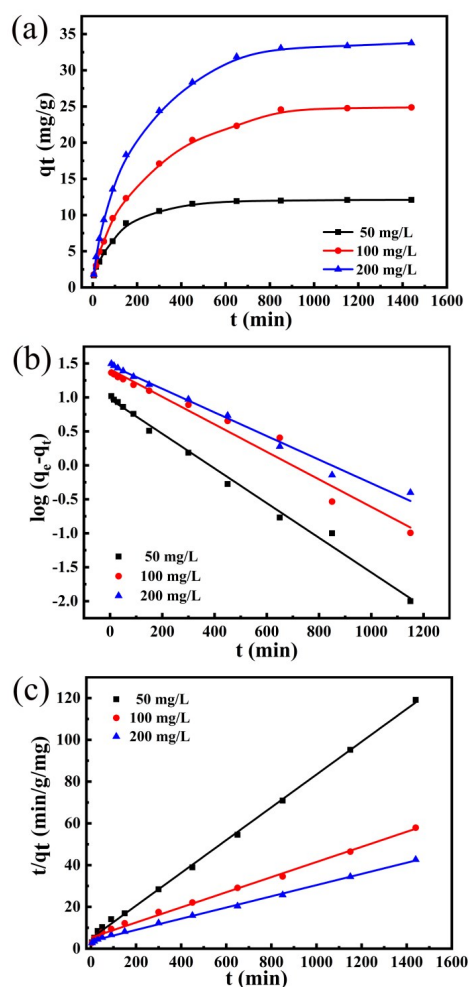 (a)
qt (mg/g)
35
30
25
20
15
10
5
0
50 mg/L
100 mg/L
200 mg/L
0 200 400 600 800 1000 1200 1400 1600
t (min)
(b)
log (qe-qt)
1.5
1.0
0.5
0.0
-0.5
-1.0
-1.5
-2.0
50 mg/L
100 mg/L
200 mg/L
0 200 400 600 800 1000 1200
t (min)
(c)
t/qt (min/g/mg)
120
100
80
60
40
20
0
50 mg/L
100 mg/L
200 mg/L
0 200 400 600 800 1000 1200 1400 1600
t (min)